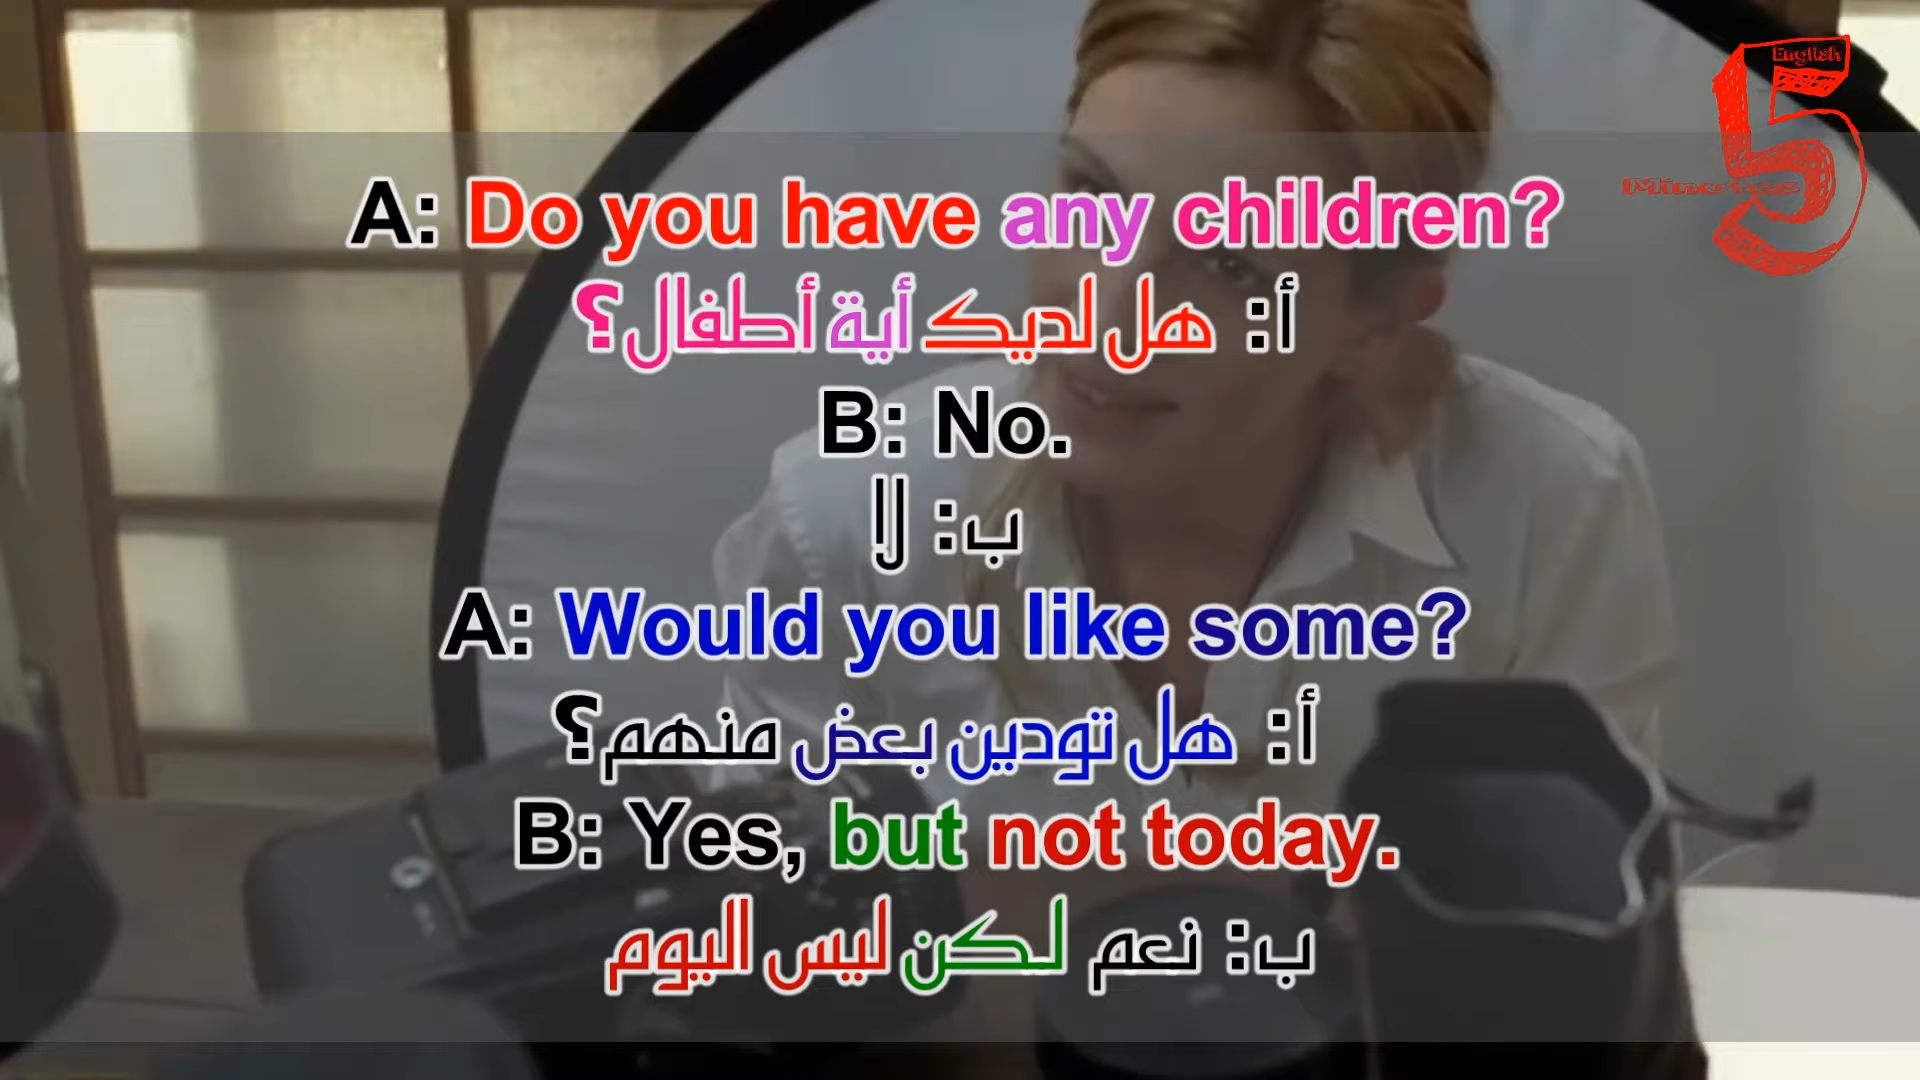 A: Do you have any children?
أ: هل لديك أية أطفال؟
B: No.
ب: لا
A: Would you like some?
أ: هل تودين بعض منهم؟
B: Yes, but not today.
ب: نعم لكن ليس اليوم
English
5